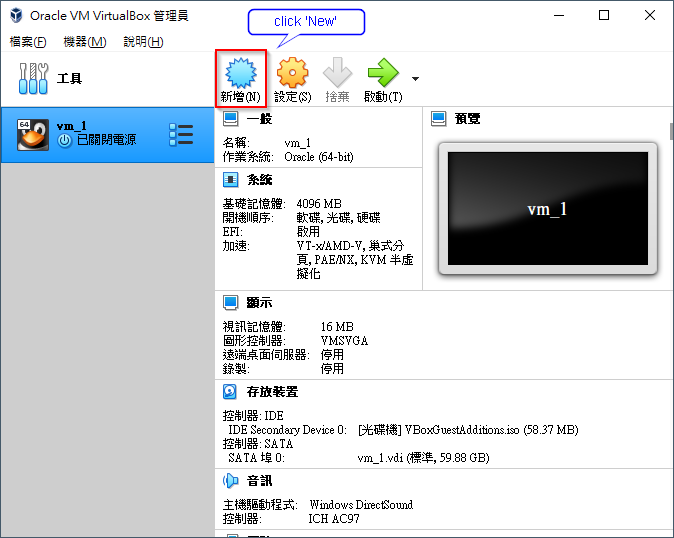 Oracle VM VirtualBox 管理員
click 'New'
檔案(F) 機器(M) 說明(H)
工具
新增(N) 設定(S) 捨棄 啟動(T)
64
vm_1
已關閉電源
一般
名稱: vm_1
作業系統: Oracle (64-bit)
系統
基礎記憶體: 4096 MB
開機順序: 軟碟, 光碟, 硬碟
EFI: 啟用
加速: VT-x/AMD-V, 巢式分
頁, PAE/NX, KVM 半虛
擬化
預覽
vm_1
顯示
視訊記憶體: 16 MB
圖形控制器: VMSVGA
遠端桌面伺服器: 停用
錄製: 停用
存放裝置
控制器: IDE
IDE Secondary Device 0: [光碟機] VBoxGuestAdditions.iso (58.37 MB)
控制器: SATA
SATA 埠 0: vm_1.vdi (標準, 59.88 GB)
音訊
主機驅動程式: Windows DirectSound
控制器: ICH AC97